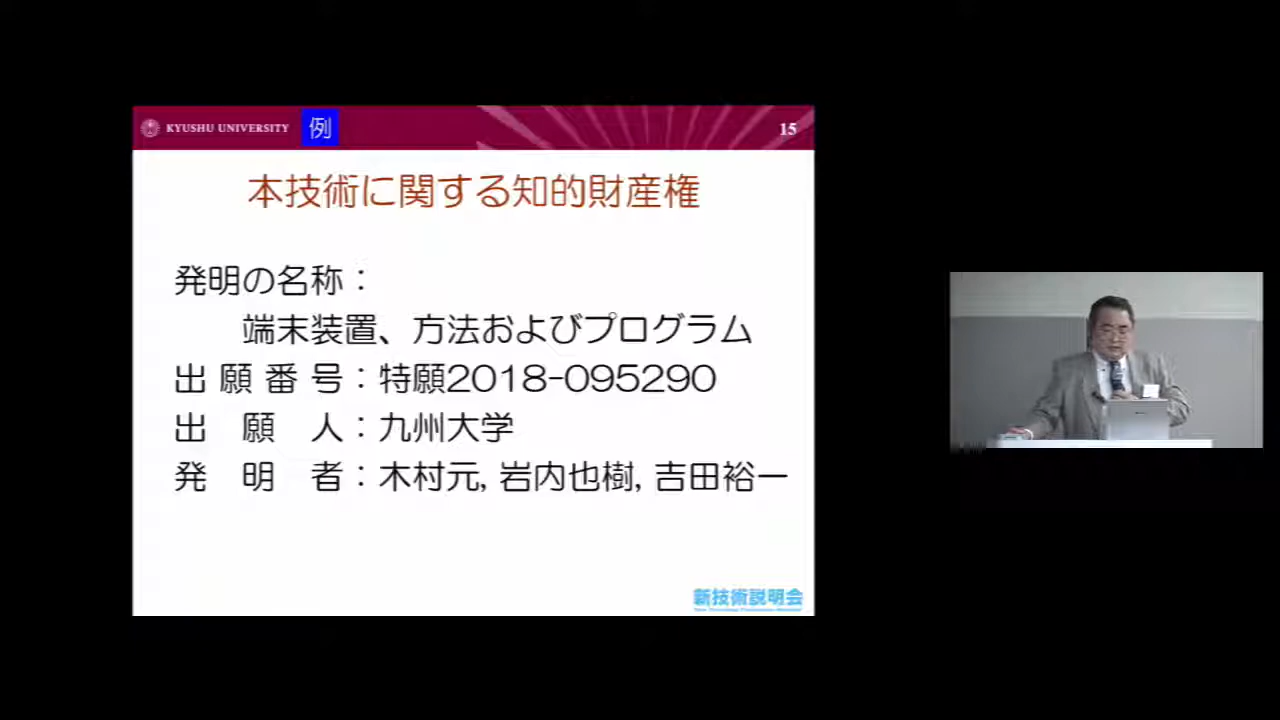 KYUSHU UNIVERSITY 例 15
本技術に関する知的財産権
発明の名称：
端末装置、方法およびプログラム
出願番号：特願2018-095290
出願人：九州大学
発明者：木村元, 岩内也樹, 吉田裕一
新技術説明会